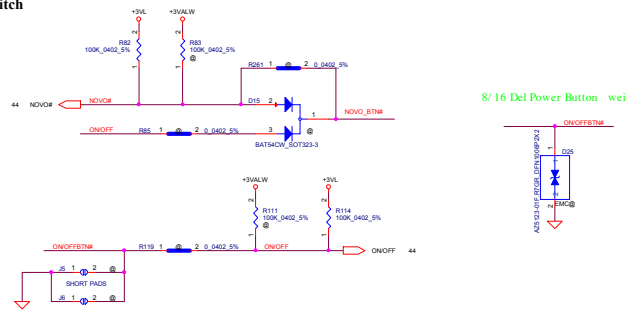 itch
+3VL
+3VALW
R82
100K_0402_5%
R83
100K_0402_5%
@
R261 1 @ 2 0_0402_5%
44 NOVO# NOVO# D15 2
1 NOVO_BTN#
ON/OFF R85 1 @ 2 0_0402_5% 3 @
BAT54CW_SOT323-3
8/16 Del Power Button wei
ON/OFFBTN#
1
D25
AZ5123-01F.R7GR_DFN1006P2X2
2 EMC@
+3VALW
+3VL
R111
100K_0402_5%
@
R114
100K_0402_5%
ON/OFFBTN# R119 1 @ 2 0_0402_5% ON/OFF ON/OFF 44
J5 1 2 @
SHORT PADS
J6 1 2 @